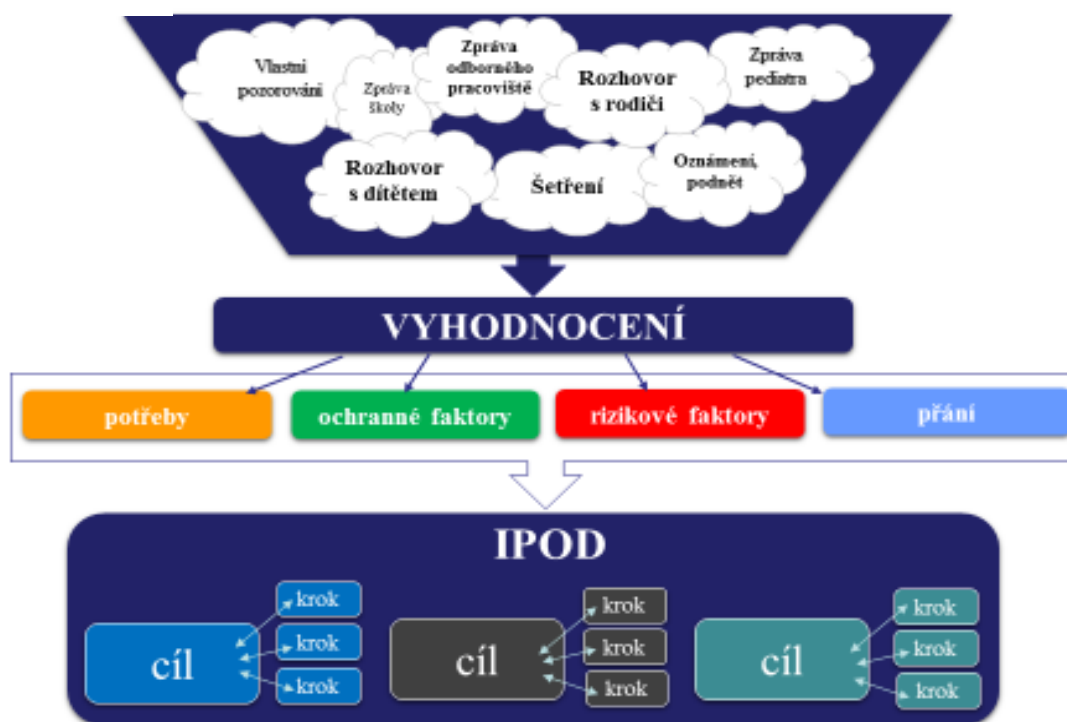 Vlastní
pozorování
Zpráva
školy
Zpráva
odborného
pracoviště
Rozhovor
s rodiči
Zpráva
pediatra
Rozhovor
s dítětem
Šetření
Oznámení,
podnět
VYHODNOCENÍ
potřeby
ochranné faktory
rizikové faktory
přání
IPOD
cíl
krok
krok
krok
cíl
krok
krok
krok
cíl
krok
krok
krok